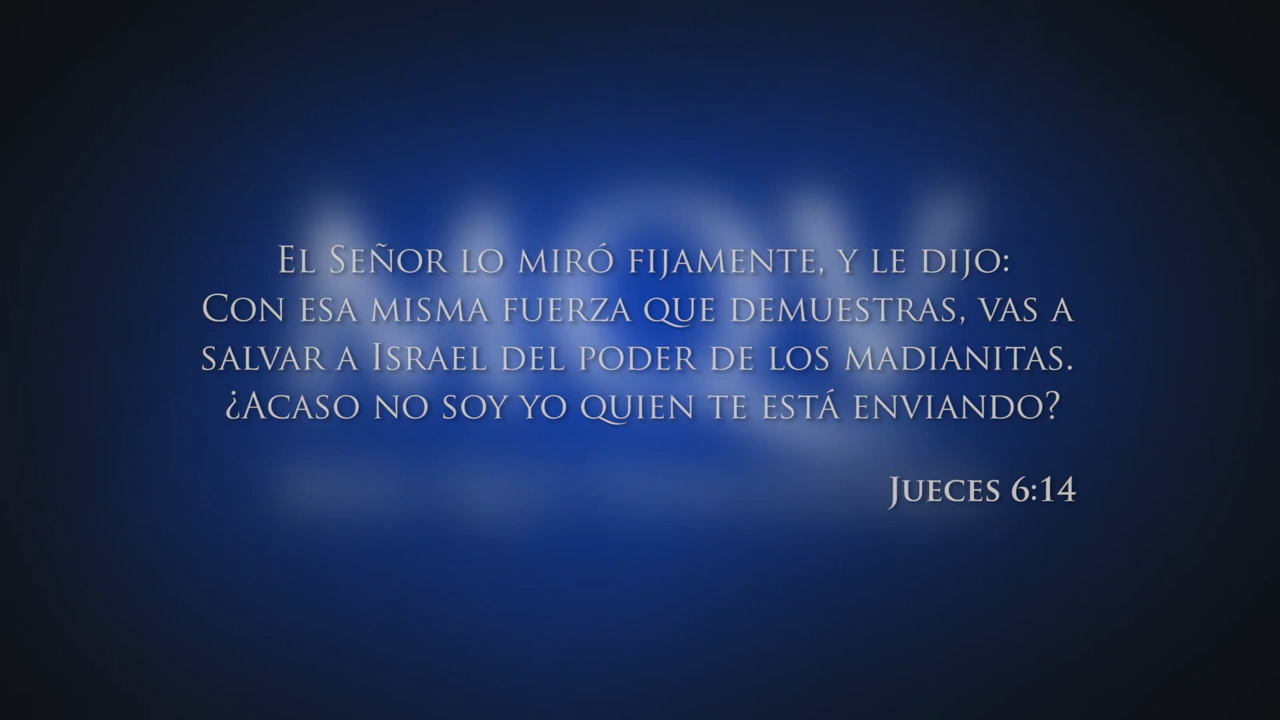 El Señor lo miró fijamente, y le dijo:
Con esa misma fuerza que demuestras, vas a
salvar a Israel del poder de los madianitas.
¿Acaso no soy yo quien te está enviando?
Jueces 6:14